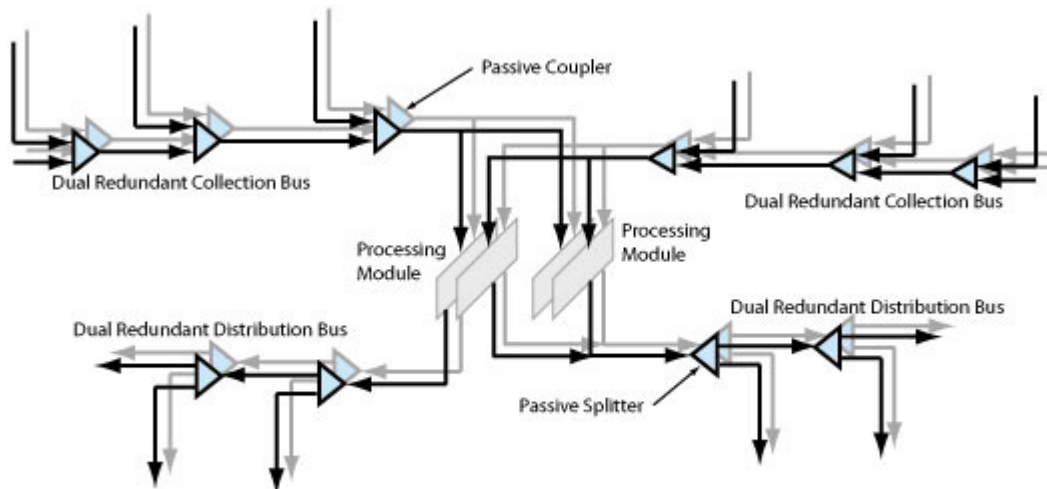 Passive Coupler
Dual Redundant Collection Bus
Dual Redundant Collection Bus
Processing
Module
Processing
Module
Dual Redundant Distribution Bus
Dual Redundant Distribution Bus
Passive Splitter